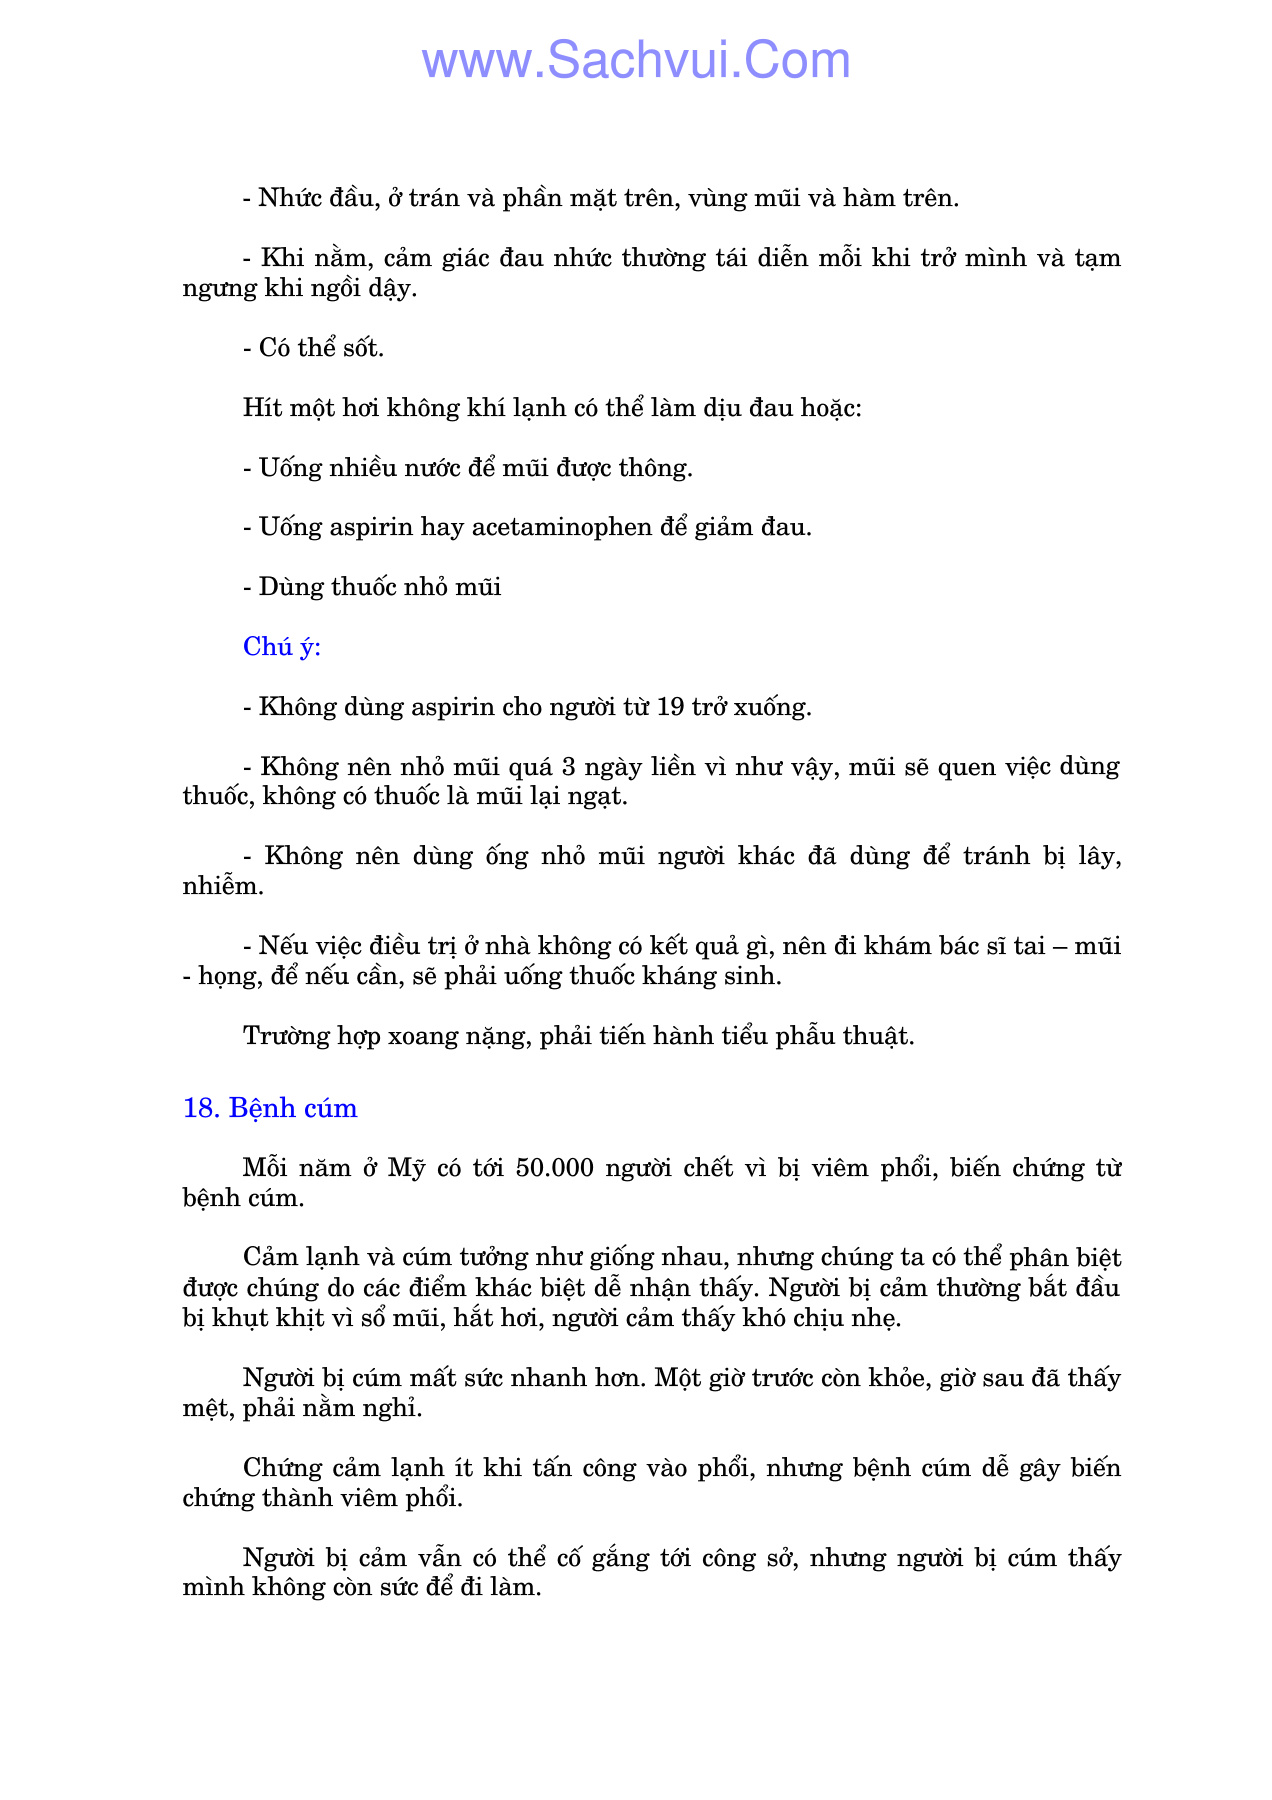 www.Sachvui.Com
- Nhức đầu, ở trán và phần mặt trên, vùng mũi và hàm trên.
- Khi nằm, cảm giác đau nhức thường tái diễn mỗi khi trở mình và tạm
ngưng khi ngồi dậy.
- Có thể sốt.
Hít một hơi không khí lạnh có thể làm dịu đau hoặc:
- Uống nhiều nước để mũi được thông.
- Uống aspirin hay acetaminophen để giảm đau.
- Dùng thuốc nhỏ mũi
Chú ý:
- Không dùng aspirin cho người từ 19 trở xuống.
- Không nên nhỏ mũi quá 3 ngày liền vì như vậy, mũi sẽ quen việc dùng
thuốc, không có thuốc là mũi lại ngạt.
- Không nên dùng ống nhỏ mũi người khác đã dùng để tránh bị lây,
nhiễm.
- Nếu việc điều trị ở nhà không có kết quả gì, nên đi khám bác sĩ tai – mũi
- họng, để nếu cần, sẽ phải uống thuốc kháng sinh.
Trường hợp xoang nặng, phải tiến hành tiểu phẫu thuật.
18. Bệnh cúm
Mỗi năm ở Mỹ có tới 50.000 người chết vì bị viêm phổi, biến chứng từ
bệnh cúm.
Cảm lạnh và cúm tưởng như giống nhau, nhưng chúng ta có thể phân biệt
được chúng do các điểm khác biệt dễ nhận thấy. Người bị cảm thường bắt đầu
bị khụt khịt vì sổ mũi, hắt hơi, người cảm thấy khó chịu nhẹ.
Người bị cúm mất sức nhanh hơn. Một giờ trước còn khỏe, giờ sau đã thấy
mệt, phải nằm nghỉ.
Chứng cảm lạnh ít khi tấn công vào phổi, nhưng bệnh cúm dễ gây biến
chứng thành viêm phổi.
Người bị cảm vẫn có thể cố gắng tới công sở, nhưng người bị cúm thấy
mình không còn sức để đi làm.